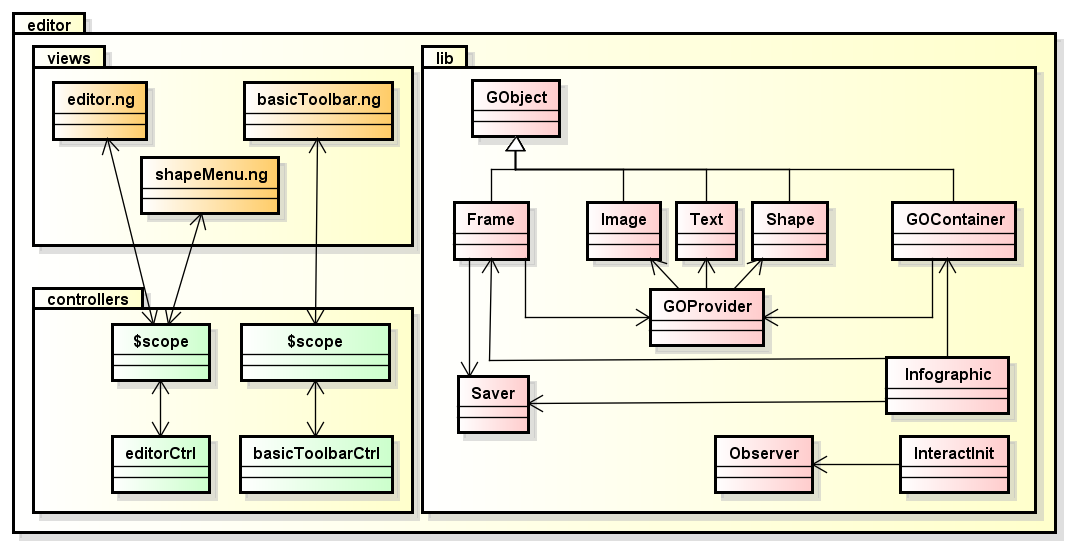 editor
views
editor.ng
basicToolbar.ng
shapeMenu.ng
controllers
$scope
$scope
editorCtrl
basicToolbarCtrl
lib
GObject
Frame
Image
Text
Shape
GOContainer
GOProvider
Infographic
Saver
Observer
InteractInit